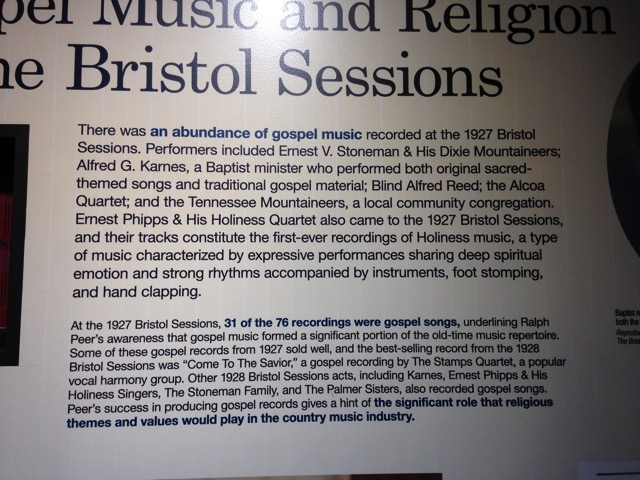 pel Music and Religion
ne Bristol Sessions
There was an abundance of gospel music recorded at the 1927 Bristol
Sessions. Performers included Ernest V. Stoneman & His Dixie Mountaineers;
Alfred G. Karnes, a Baptist minister who performed both original sacred-
themed songs and traditional gospel material; Blind Alfred Reed; the Alcoa
Quartet; and the Tennessee Mountaineers, a local community congregation.
Ernest Phipps & His Holiness Quartet also came to the 1927 Bristol Sessions,
and their tracks constitute the first-ever recordings of Holiness music, a type
of music characterized by expressive performances sharing deep spiritual
emotion and strong rhythms accompanied by instruments, foot stomping,
and hand clapping.
At the 1927 Bristol Sessions, 31 of the 76 recordings were gospel songs, underlining Ralph
Peer's awareness that gospel music formed a significant portion of the old-time music repertoire.
Some of these gospel records from 1927 sold well, and the best-selling record from the 1928
Bristol Sessions was “Come To The Savior,” a gospel recording by The Stamps Quartet, a popular
vocal harmony group. Other 1928 Bristol Sessions acts, including Karnes, Ernest Phipps & His
Holiness Singers, The Stoneman Family, and The Palmer Sisters, also recorded gospel songs.
Peer's success in producing gospel records gives a hint of the significant role that religious
themes and values would play in the country music industry.
Baptist
both the
The